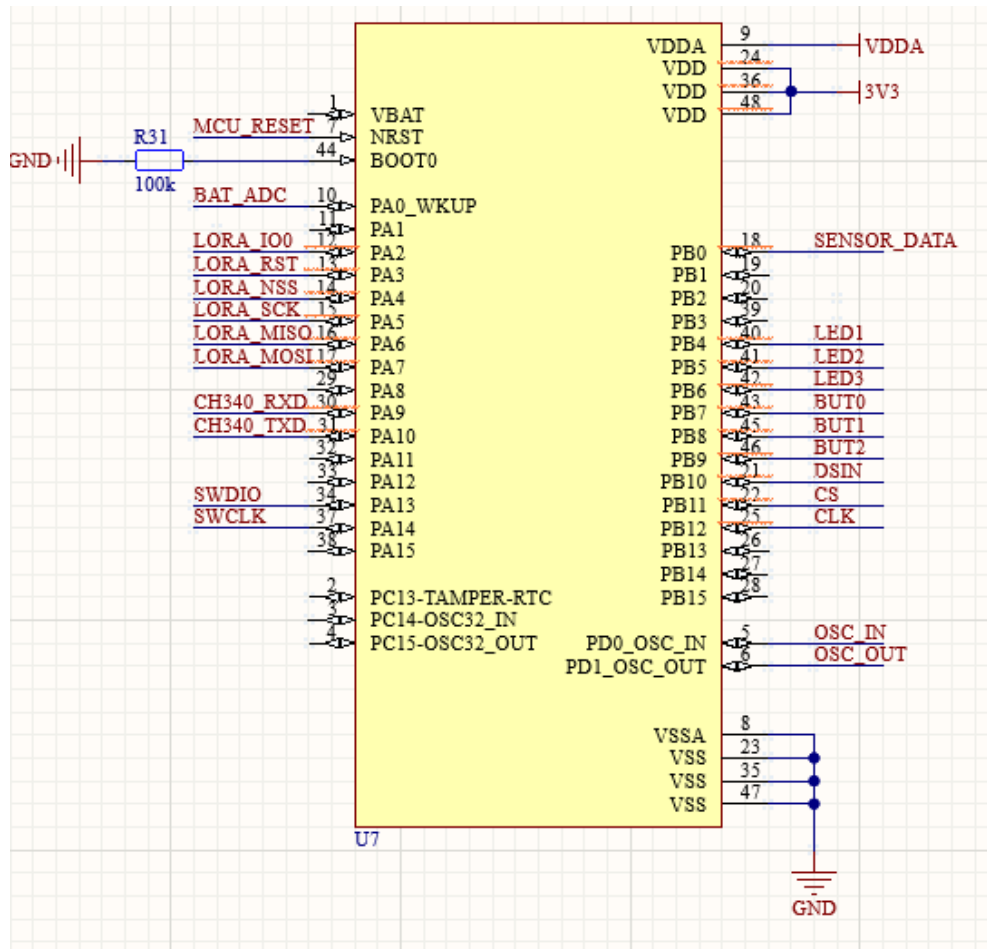 9
VDDA VDDA
24
VDD
36
VDD 3V3
48
VDD
1
VBAT
MCU_RESET 7
NRST
R31 44
GND BOOT0
100k
BAT_ADC 10
PA0_WKUP
11
PA1
LORA_IO0 12 18 SENSOR_DATA
PA2 PB0
LORA_RST 13 19
PA3 PB1
LORA_NSS 14 20
PA4 PB2
LORA_SCK 15 39
PA5 PB3
LORA_MISO 16 40 LED1
PA6 PB4
LORA_MOSI 17 41 LED2
PA7 PB5
29 42 LED3
PA8 PB6
CH340_RXD 30 43 BUT0
PA9 PB7
CH340_TXD 31 45 BUT1
PA10 PB8
32 46 BUT2
PA11 PB9
33 21 DSIN
PA12 PB10
SWDIO 34 22 CS
PA13 PB11
SWCLK 37 25 CLK
PA14 PB12
38 26
PA15 PB13
27
PB14
2 28
PC13-TAMPER-RTC PB15
3
PC14-OSC32_IN
4 5 OSC_IN
PC15-OSC32_OUT PD0_OSC_IN
6 OSC_OUT
PD1_OSC_OUT
8
VSSA
23
VSS
35
VSS
47
VSS
U7
GND